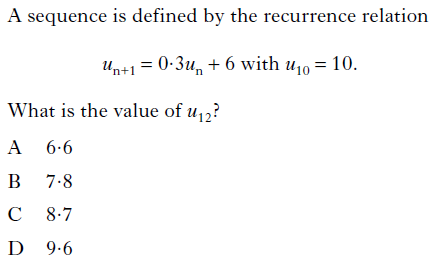 A sequence is defined by the recurrence relation
uₙ₊₁ = 0·3uₙ + 6 with u₁₀ = 10.
What is the value of u₁₂?
A 6·6
B 7·8
C 8·7
D 9·6